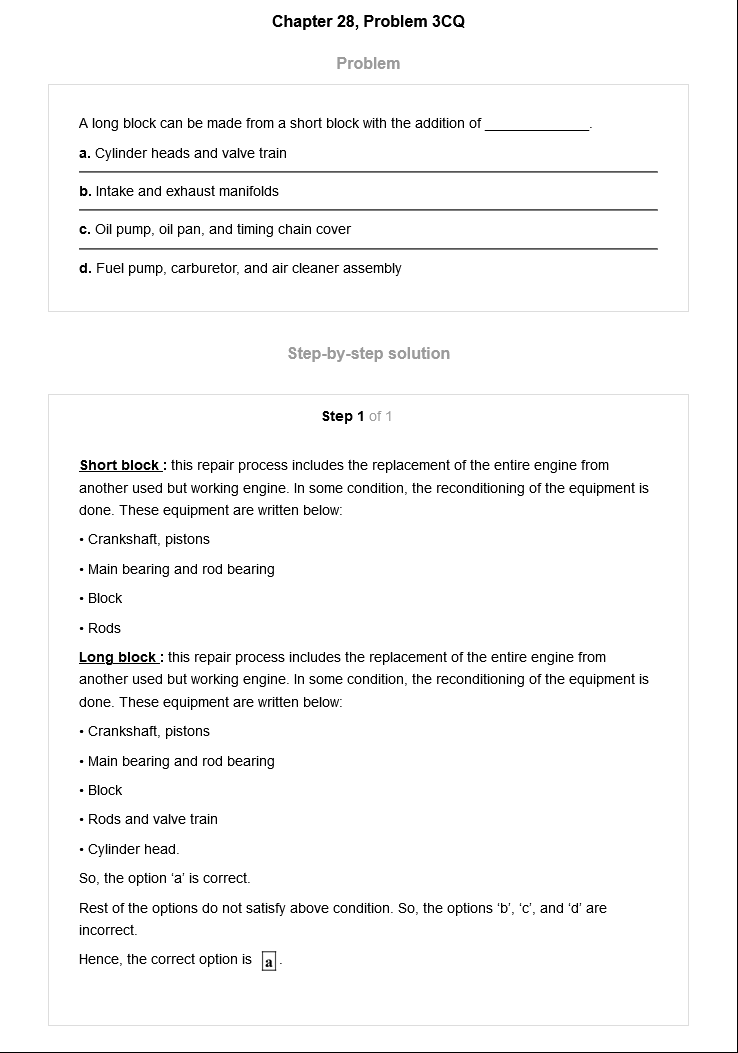 Chapter 28, Problem 3CQ
Problem
A long block can be made from a short block with the addition of _____________.
a. Cylinder heads and valve train
b. Intake and exhaust manifolds
c. Oil pump, oil pan, and timing chain cover
d. Fuel pump, carburetor, and air cleaner assembly
Step-by-step solution
Step 1 of 1
Short block : this repair process includes the replacement of the entire engine from
another used but working engine. In some condition, the reconditioning of the equipment is
done. These equipment are written below:
• Crankshaft, pistons
• Main bearing and rod bearing
• Block
• Rods
Long block : this repair process includes the replacement of the entire engine from
another used but working engine. In some condition, the reconditioning of the equipment is
done. These equipment are written below:
• Crankshaft, pistons
• Main bearing and rod bearing
• Block
• Rods and valve train
• Cylinder head.
So, the option ‘a’ is correct.
Rest of the options do not satisfy above condition. So, the options ‘b’, ‘c’, and ‘d’ are
incorrect.
Hence, the correct option is a .